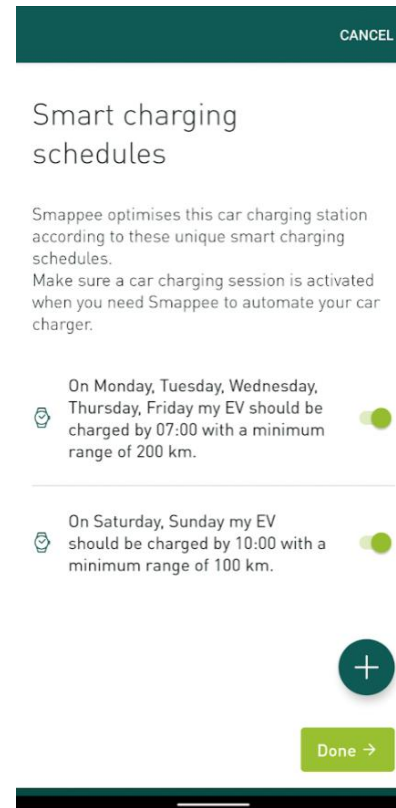 CANCEL
Smart charging
schedules
Smappee optimises this car charging station
according to these unique smart charging
schedules.
Make sure a car charging session is activated
when you need Smappee to automate your car
charger.
On Monday, Tuesday, Wednesday,
Thursday, Friday my EV should be
charged by 07:00 with a minimum
range of 200 km.
On Saturday, Sunday my EV
should be charged by 10:00 with a
minimum range of 100 km.
Done →